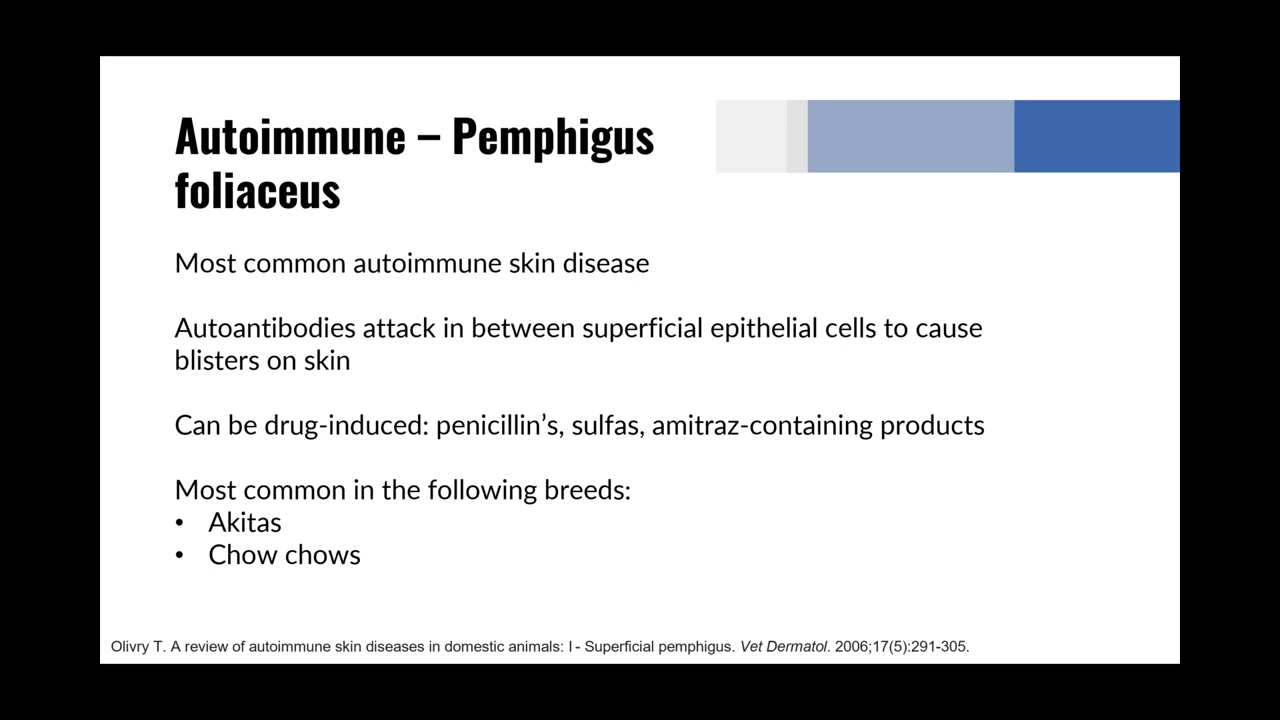 Autoimmune – Pemphigus
foliaceus
Most common autoimmune skin disease
Autoantibodies attack in between superficial epithelial cells to cause
blisters on skin
Can be drug-induced: penicillin’s, sulfas, amitraz-containing products
Most common in the following breeds:
• Akitas
• Chow chows
Olivry T. A review of autoimmune skin diseases in domestic animals: I - Superficial pemphigus. Vet Dermatol. 2006;17(5):291-305.